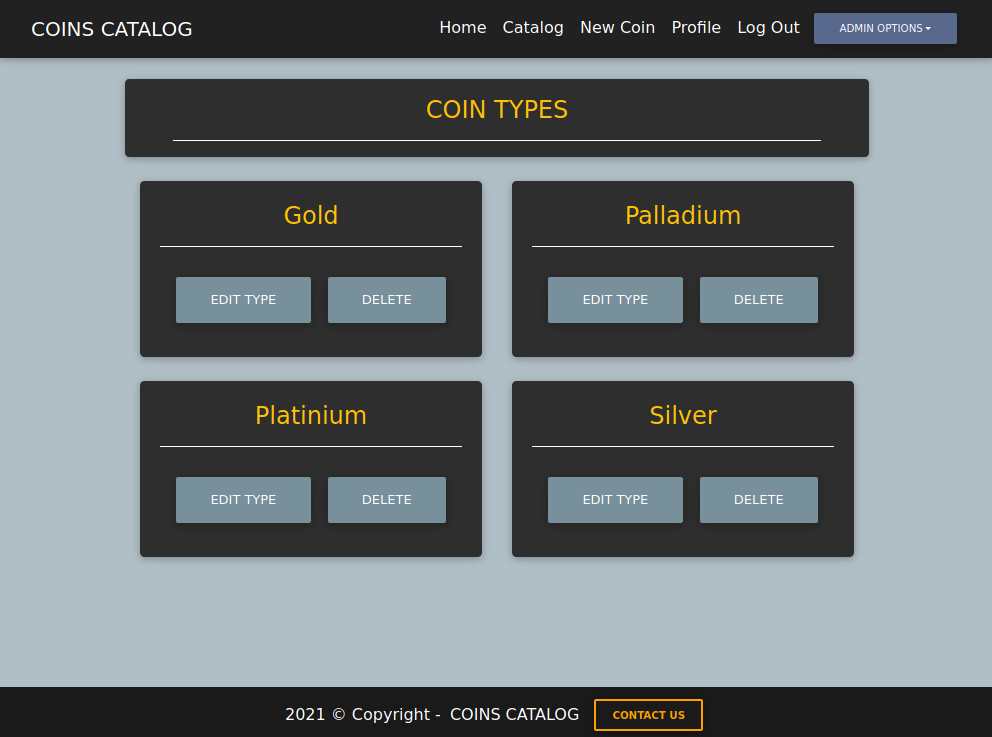 COINS CATALOG Home Catalog New Coin Profile Log Out ADMIN OPTIONS
COIN TYPES
Gold Palladium
EDIT TYPE DELETE EDIT TYPE DELETE
Platinium Silver
EDIT TYPE DELETE EDIT TYPE DELETE
2021 © Copyright - COINS CATALOG CONTACT US